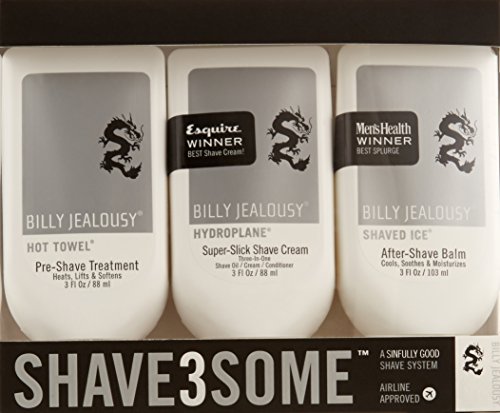 BILLY JEALOUSY®
HOT TOWEL®
Pre-Shave Treatment
Heats, Lifts & Softens
3 Fl Oz / 88 ml
Esquire
WINNER
BEST Shave Cream!
BILLY JEALOUSY®
HYDROPLANE®
Super-Slick Shave Cream
Three-In-One
Shave Oil / Cream / Conditioner
3 Fl Oz / 88 ml
Men'sHealth
WINNER
BEST SPLURGE
BILLY JEALOUSY®
SHAVED ICE®
After-Shave Balm
Cools, Soothes & Moisturizes
3 Fl Oz / 103 ml
SHAVE3SOME™
A SINFULLY GOOD
SHAVE SYSTEM
AIRLINE
APPROVED
BILLY JEALOUSY